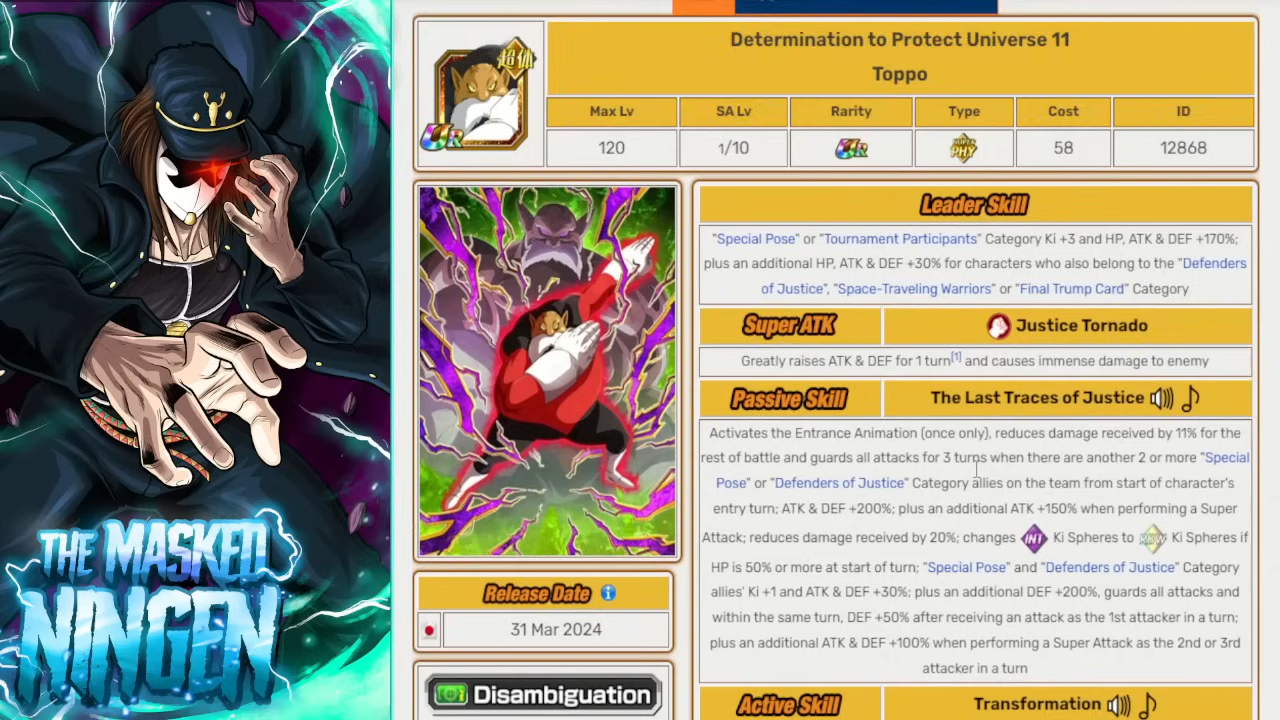 THE MASKED
NINGEN
超体
UR
Determination to Protect Universe 11
Toppo
Max Lv
SA Lv
Rarity
Type
Cost
ID
120
1/10
UR
SUPER
PHY
58
12868
Leader Skill
"Special Pose" or "Tournament Participants" Category Ki +3 and HP, ATK & DEF +170%;
plus an additional HP, ATK & DEF +30% for characters who also belong to the "Defenders
of Justice", "Space-Traveling Warriors" or "Final Trump Card" Category
Super ATK
Justice Tornado
Greatly raises ATK & DEF for 1 turn[1] and causes immense damage to enemy
Passive Skill
The Last Traces of Justice
Activates the Entrance Animation (once only), reduces damage received by 11% for the
rest of battle and guards all attacks for 3 turns when there are another 2 or more "Special
Pose" or "Defenders of Justice" Category allies on the team from start of character's
entry turn; ATK & DEF +200%; plus an additional ATK +150% when performing a Super
Attack; reduces damage received by 20%; changes INT Ki Spheres to Ki Spheres if
HP is 50% or more at start of turn; "Special Pose" and "Defenders of Justice" Category
allies' Ki +1 and ATK & DEF +30%; plus an additional DEF +200%, guards all attacks and
within the same turn, DEF +50% after receiving an attack as the 1st attacker in a turn;
plus an additional ATK & DEF +100% when performing a Super Attack as the 2nd or 3rd
attacker in a turn
Active Skill
Transformation
Release Date
31 Mar 2024
Disambiguation